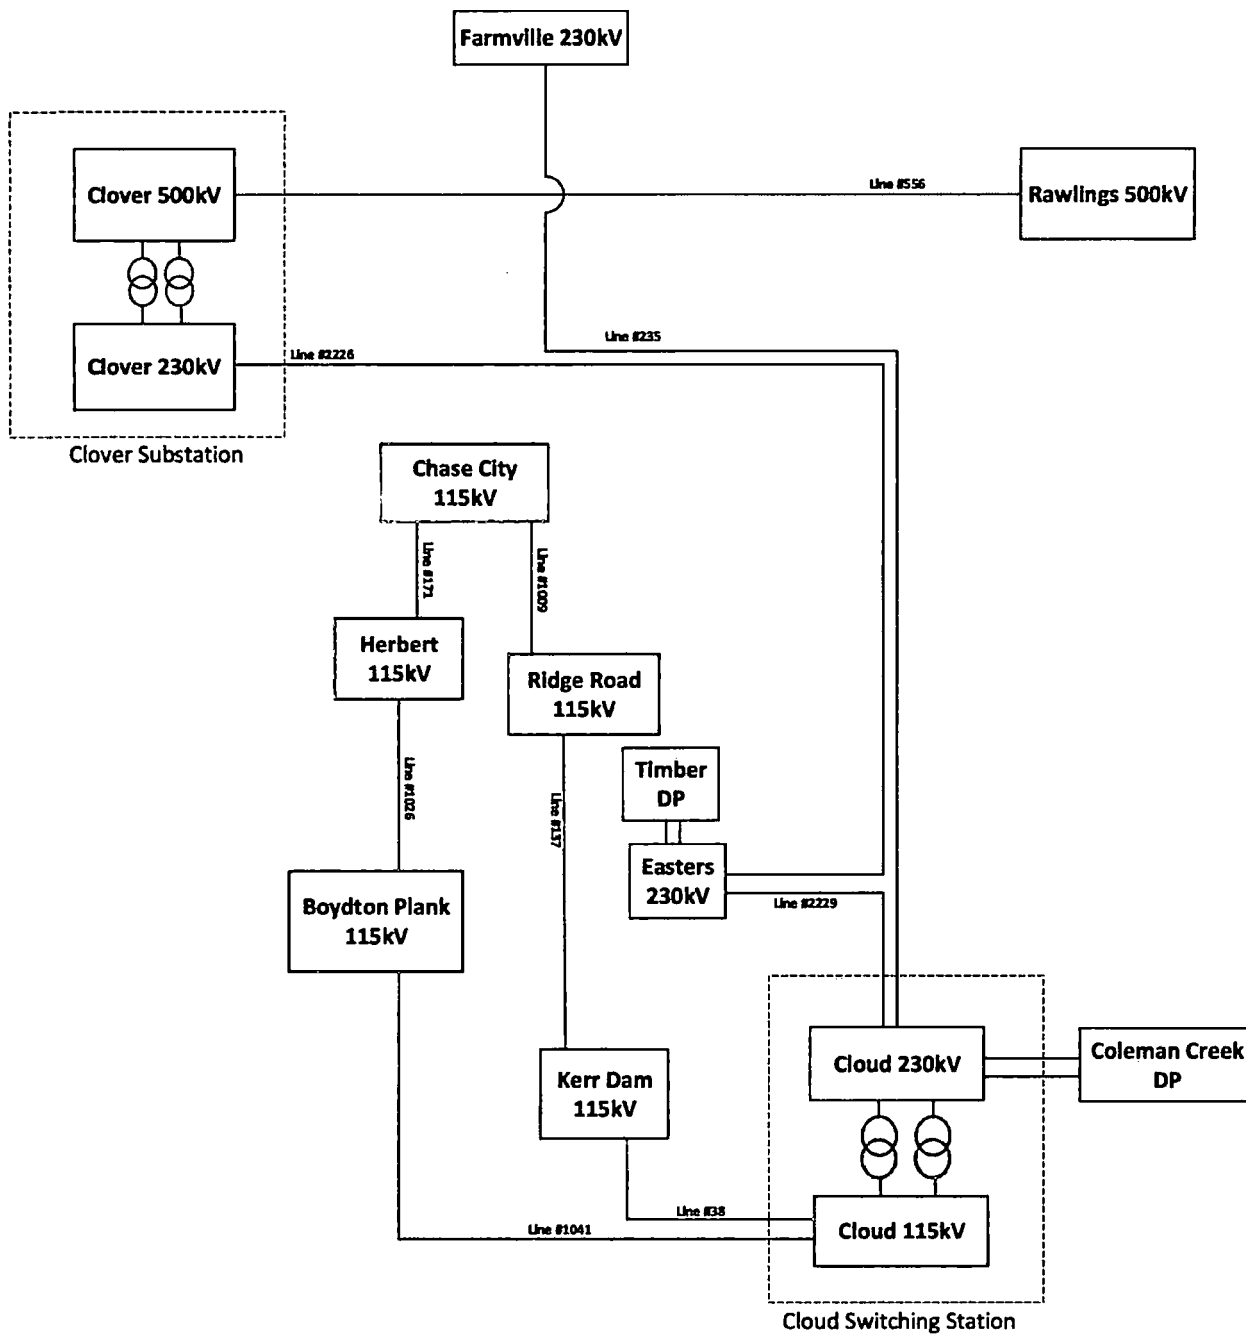 Farmville 230kV
Clover 500kV
Line #556
Rawlings 500kV
Line #235
Clover 230kV
Line #2226
Clover Substation
Chase City
115kV
Line #171
Line #1009
Herbert
115kV
Ridge Road
115kV
Line #1026
Line #137
Timber
DP
Easters
230kV
Line #2229
Boydton Plank
115kV
Cloud 230kV
Coleman Creek
DP
Kerr Dam
115kV
Line #38
Line #1041
Cloud 115kV
Cloud Switching Station